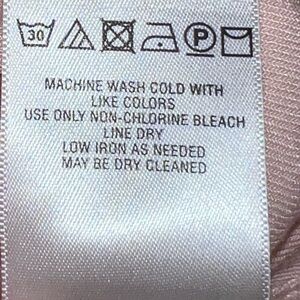 30 P
MACHINE WASH COLD WITH
LIKE COLORS
USE ONLY NON-CHLORINE BLEACH
LINE DRY
LOW IRON AS NEEDED
MAY BE DRY CLEANED